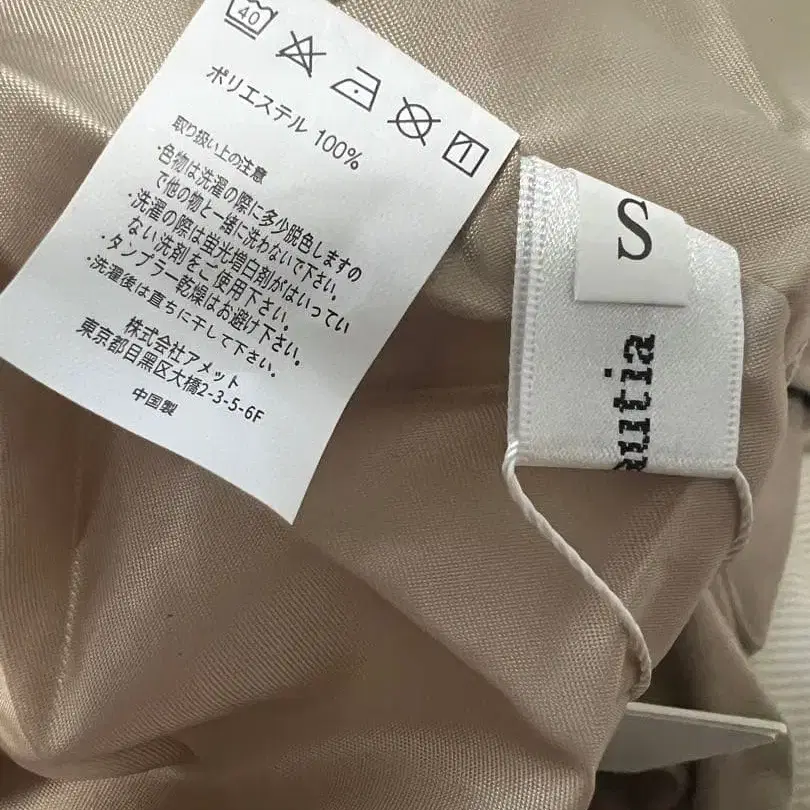 40
ポリエステル 100%
取り扱い上の注意
・色物は洗濯の際に多少脱色しますの
で他の物と一緒に洗わないで下さい。
・洗濯の際は蛍光増白剤がはいってい
ない洗剤をご使用下さい。
・タンブラー乾燥はお避け下さい。
・洗濯後は直ちに干して下さい。
株式会社アメット
東京都目黒区大橋2-3-5-6F
中国製
S